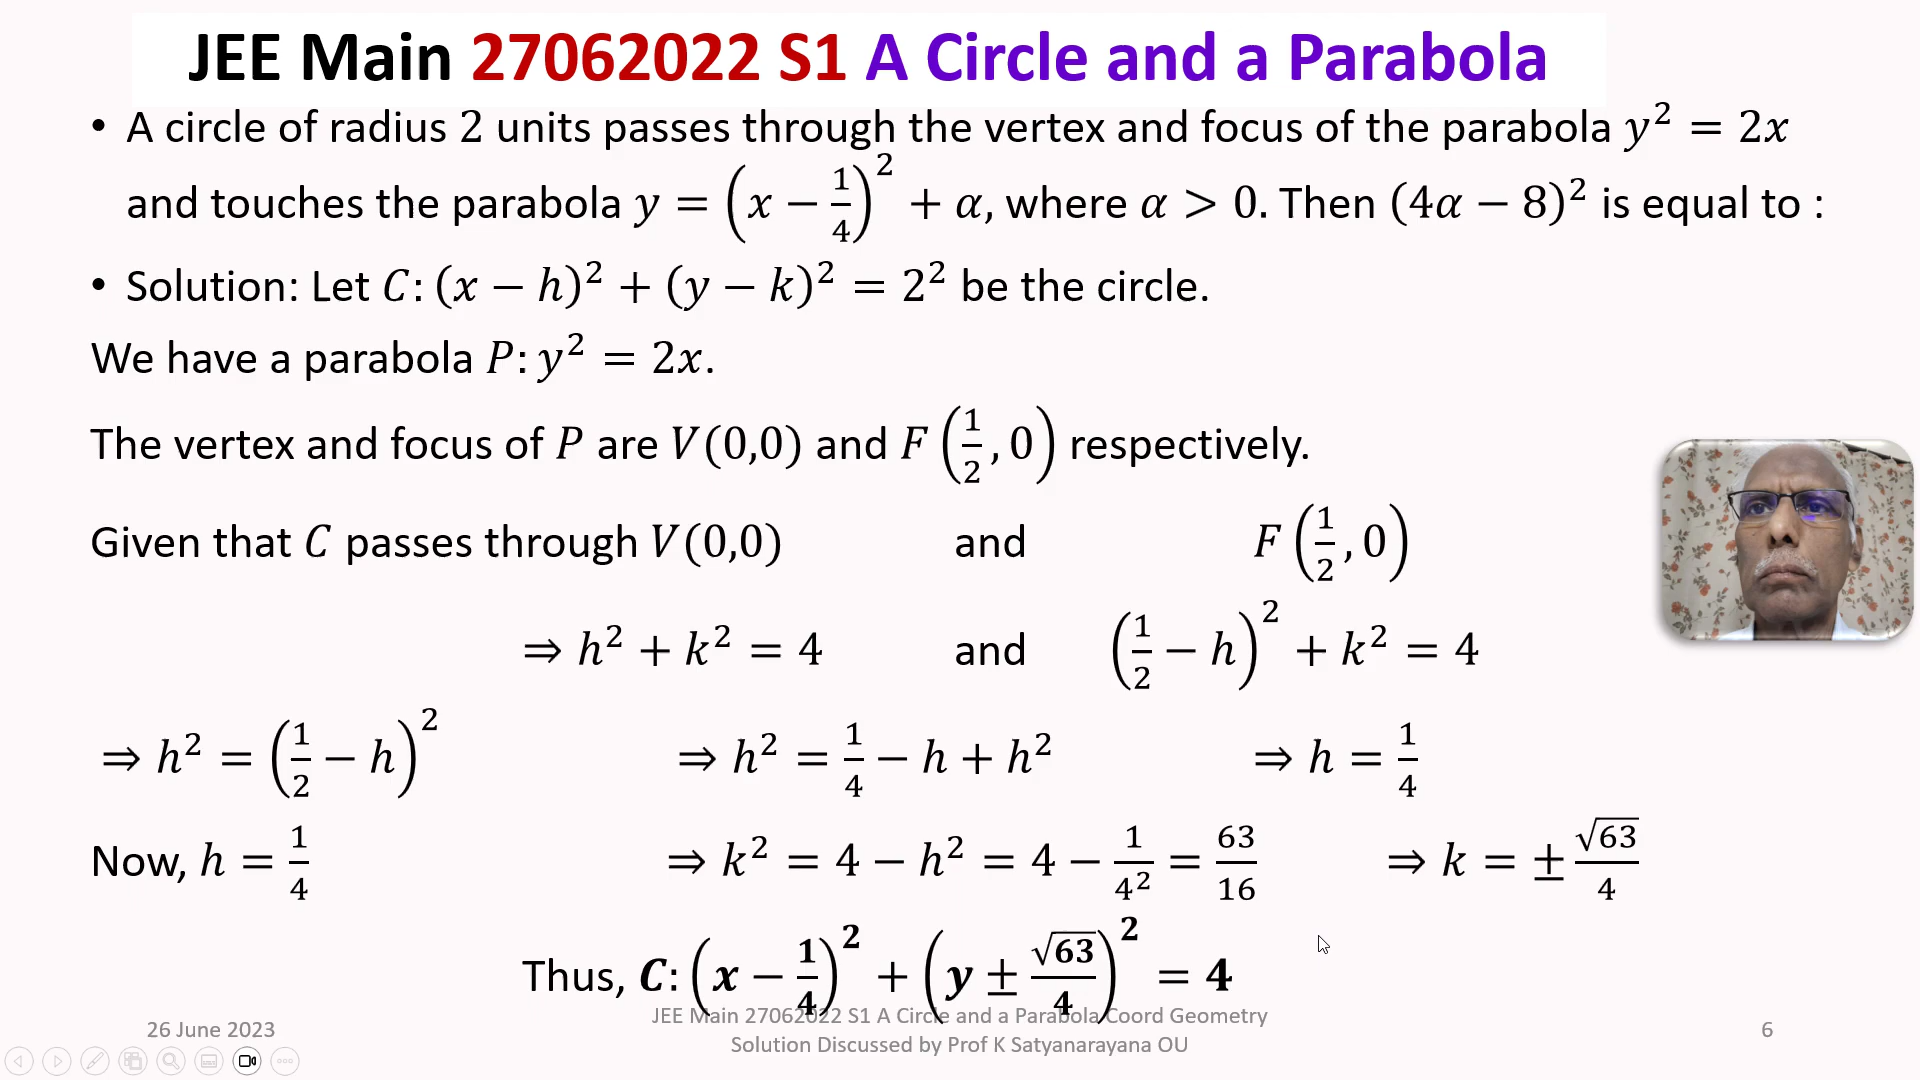 JEE Main 27062022 S1 A Circle and a Parabola
• A circle of radius 2 units passes through the vertex and focus of the parabola y² = 2x
and touches the parabola y = (x − 1/4)² + α, where α > 0. Then (4α − 8)² is equal to :
• Solution: Let C: (x − h)² + (y − k)² = 2² be the circle.
We have a parabola P: y² = 2x.
The vertex and focus of P are V(0,0) and F(1/2, 0) respectively.
Given that C passes through V(0,0) and F(1/2, 0)
⇒ h² + k² = 4 and (1/2 − h)² + k² = 4
⇒ h² = (1/2 − h)² ⇒ h² = 1/4 − h + h² ⇒ h = 1/4
Now, h = 1/4 ⇒ k² = 4 − h² = 4 − 1/4² = 63/16 ⇒ k = ± √63/4
Thus, C: (x − 1/4)² + (y ± √63/4)² = 4
26 June 2023
JEE Main 27062022 S1 A Circle and a Parabola Coord Geometry
Solution Discussed by Prof K Satyanarayana OU
6